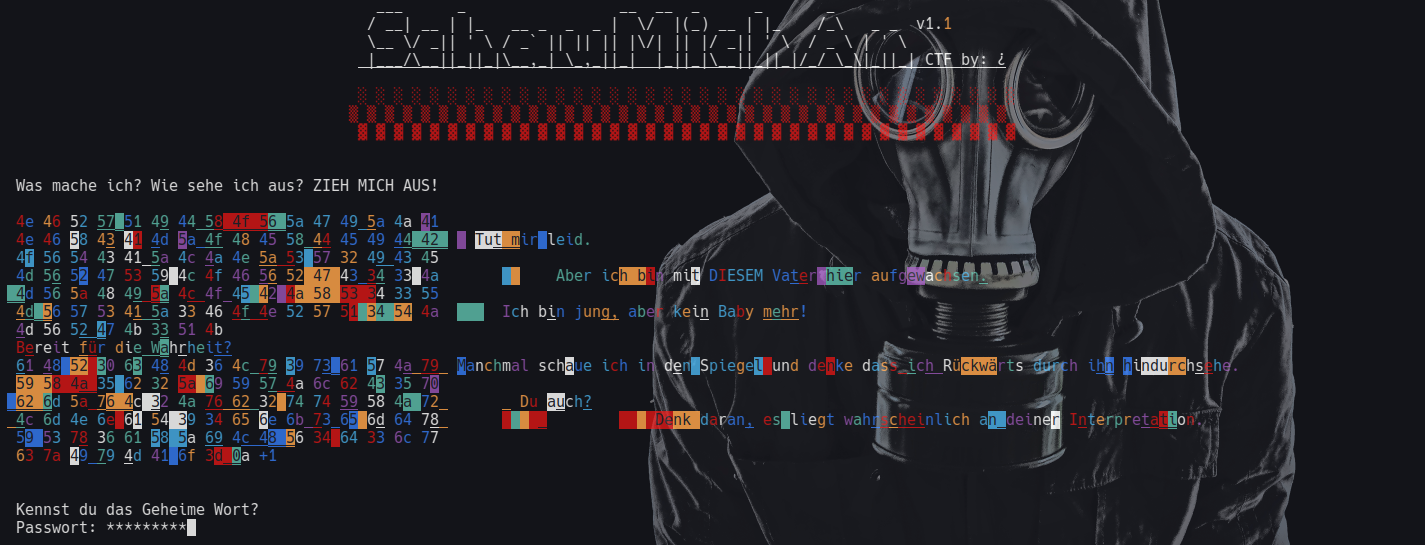 SchauMichAn v1.1
CTF by: ¿
Was mache ich? Wie sehe ich aus? ZIEH MICH AUS!
4e 46 52 57 51 49 44 58 4f 56 5a 47 49 5a 4a 41
4e 46 58 43 41 4d 5a 4f 48 45 58 44 45 49 44 42 Tut mir leid.
4f 56 54 43 41 5a 4c 4a 4e 5a 53 57 32 49 43 45
4d 56 52 47 53 59 4c 4f 46 56 52 47 43 34 33 4a Aber ich bin mit DIESEM Vater hier aufgewachsen.
4d 56 5a 48 49 5a 4c 4f 45 42 4a 58 53 34 33 55
4d 56 57 53 41 5a 33 46 4f 4e 52 57 51 34 54 4a Ich bin jung, aber kein Baby mehr!
4d 56 52 47 4b 33 51 4b
Bereit für die Wahrheit?
61 48 52 30 63 48 4d 36 4c 79 39 73 61 57 4a 79 Manchmal schaue ich in den Spiegel und denke dass ich Rückwärts durch ihn hindurchsehe.
59 58 4a 35 62 32 5a 69 59 57 4a 6c 62 43 35 70
62 6d 5a 76 4c 32 4a 76 62 32 74 74 59 58 4a 72 Du auch?
4c 6d 4e 6e 61 54 39 34 65 6e 6b 73 65 6d 64 78 Denk daran, es liegt wahrscheinlich an deiner Interpretation.
59 53 78 36 61 58 5a 69 4c 48 56 34 64 33 6c 77
63 7a 49 79 4d 41 6f 3d 0a +1
Kennst du das Geheime Wort?
Passwort: *********